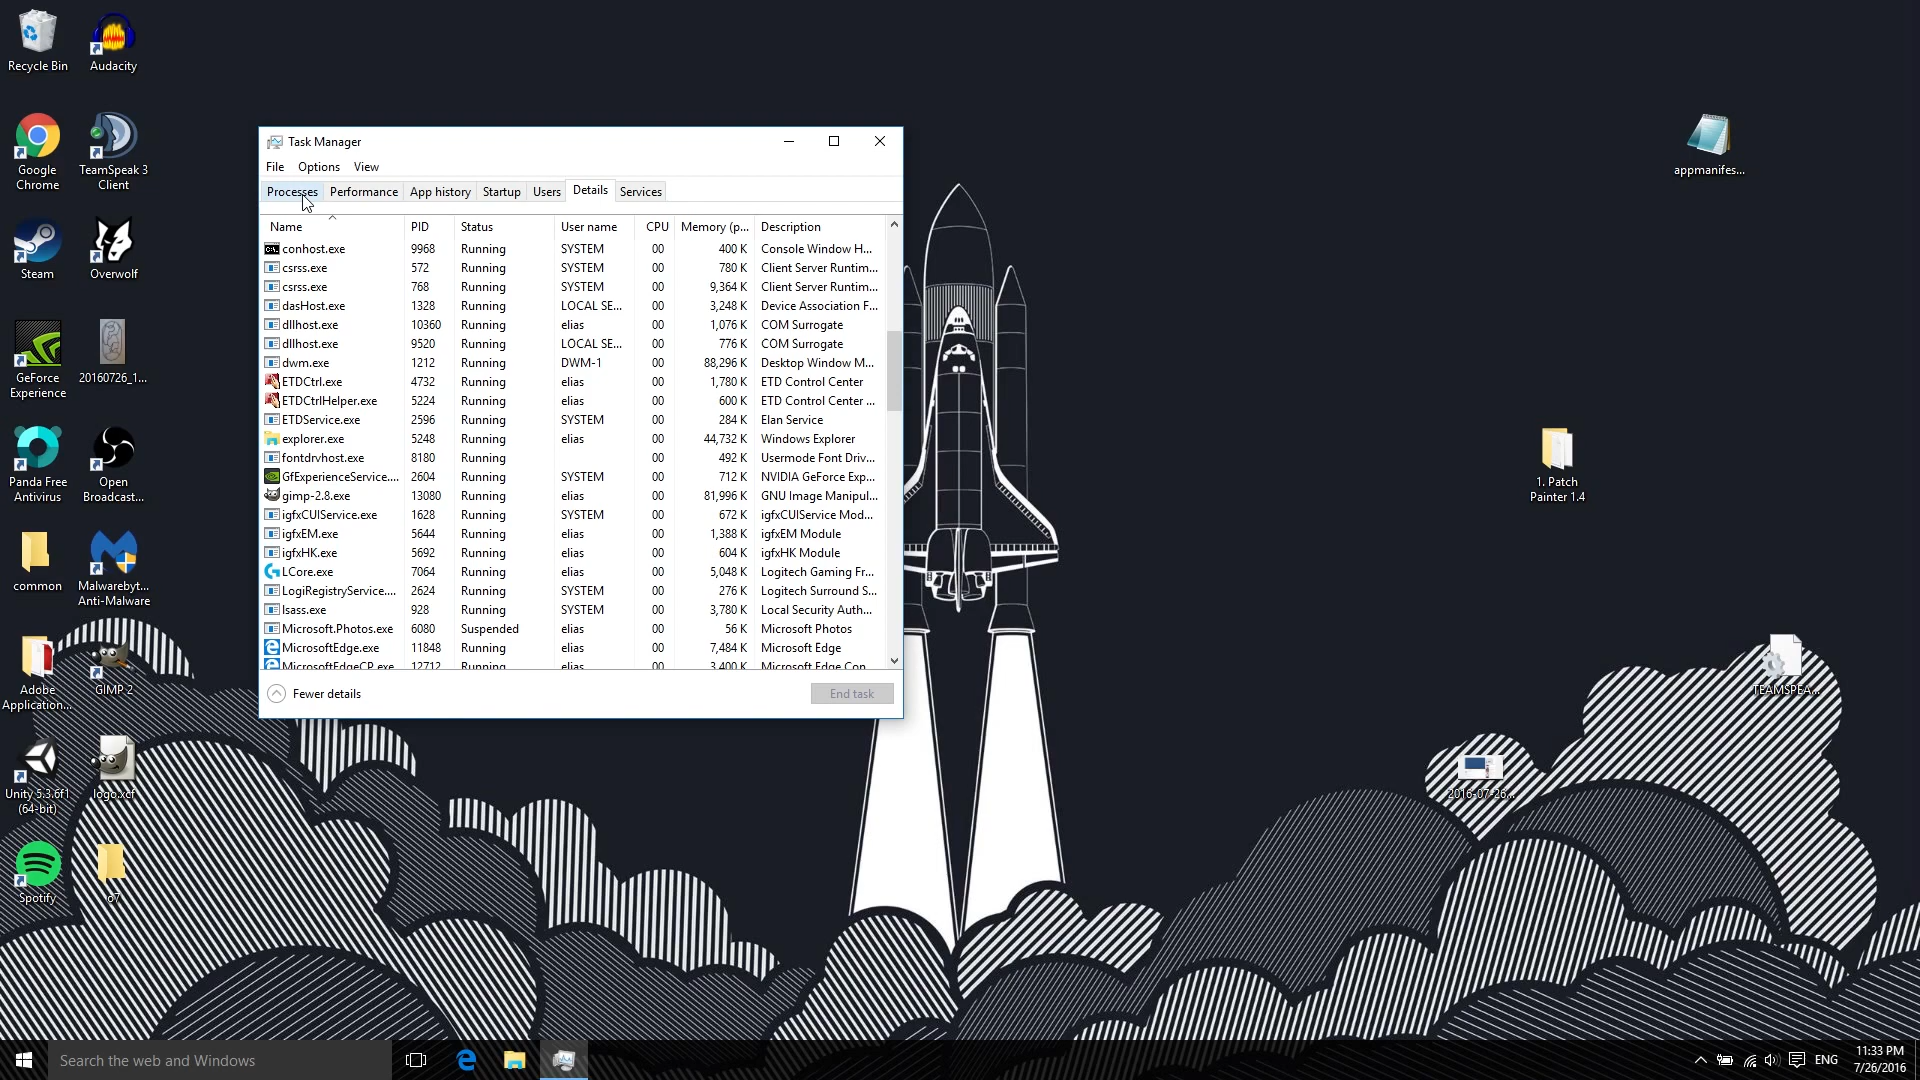 Recycle Bin
Audacity
Google Chrome
TeamSpeak 3 Client
Steam
Overwolf
GeForce Experience
20160726_1...
Panda Free Antivirus
Open Broadcast...
common
Malwarebyt... Anti-Malware
Adobe Application...
GIMP 2
Unity 5.3.6f1 (64-bit)
logo.xcf
Spotify
o7
Task Manager
File Options View
Processes Performance App history Startup Users Details Services
Name PID Status User name CPU Memory (p... Description
conhost.exe 9968 Running SYSTEM 00 400 K Console Window H...
csrss.exe 572 Running SYSTEM 00 780 K Client Server Runtim...
csrss.exe 768 Running SYSTEM 00 9,364 K Client Server Runtim...
dasHost.exe 1328 Running LOCAL SE... 00 3,248 K Device Association F...
dllhost.exe 10360 Running elias 00 1,076 K COM Surrogate
dllhost.exe 9520 Running LOCAL SE... 00 776 K COM Surrogate
dwm.exe 1212 Running DWM-1 00 88,296 K Desktop Window M...
ETDCtrl.exe 4732 Running elias 00 1,780 K ETD Control Center
ETDCtrlHelper.exe 5224 Running elias 00 600 K ETD Control Center ...
ETDService.exe 2596 Running SYSTEM 00 284 K Elan Service
explorer.exe 5248 Running elias 00 44,732 K Windows Explorer
fontdrvhost.exe 8180 Running 00 492 K Usermode Font Driv...
GfExperienceService.... 2604 Running SYSTEM 00 712 K NVIDIA GeForce Exp...
gimp-2.8.exe 13080 Running elias 00 81,996 K GNU Image Manipul...
igfxCUIService.exe 1628 Running SYSTEM 00 672 K igfxCUIService Mod...
igfxEM.exe 5644 Running elias 00 1,388 K igfxEM Module
igfxHK.exe 5692 Running elias 00 604 K igfxHK Module
LCore.exe 7064 Running elias 00 5,048 K Logitech Gaming Fr...
LogiRegistryService.... 2624 Running SYSTEM 00 276 K Logitech Surround S...
lsass.exe 928 Running SYSTEM 00 3,780 K Local Security Auth...
Microsoft.Photos.exe 6080 Suspended elias 00 56 K Microsoft Photos
MicrosoftEdge.exe 11848 Running elias 00 7,484 K Microsoft Edge
MicrosoftEdgeCP.exe 12712 Running elias 00 3,400 K Microsoft Edge Con...
Fewer details
End task
appmanifes...
1. Patch Painter 1.4
TEAMSPEA...
2016-07-26...
Search the web and Windows
ENG
11:33 PM
7/26/2016